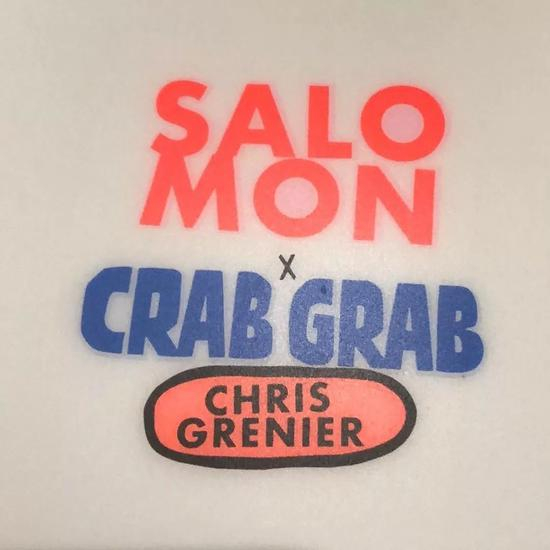 SALO
MON
X
CRAB GRAB
CHRIS
GRENIER